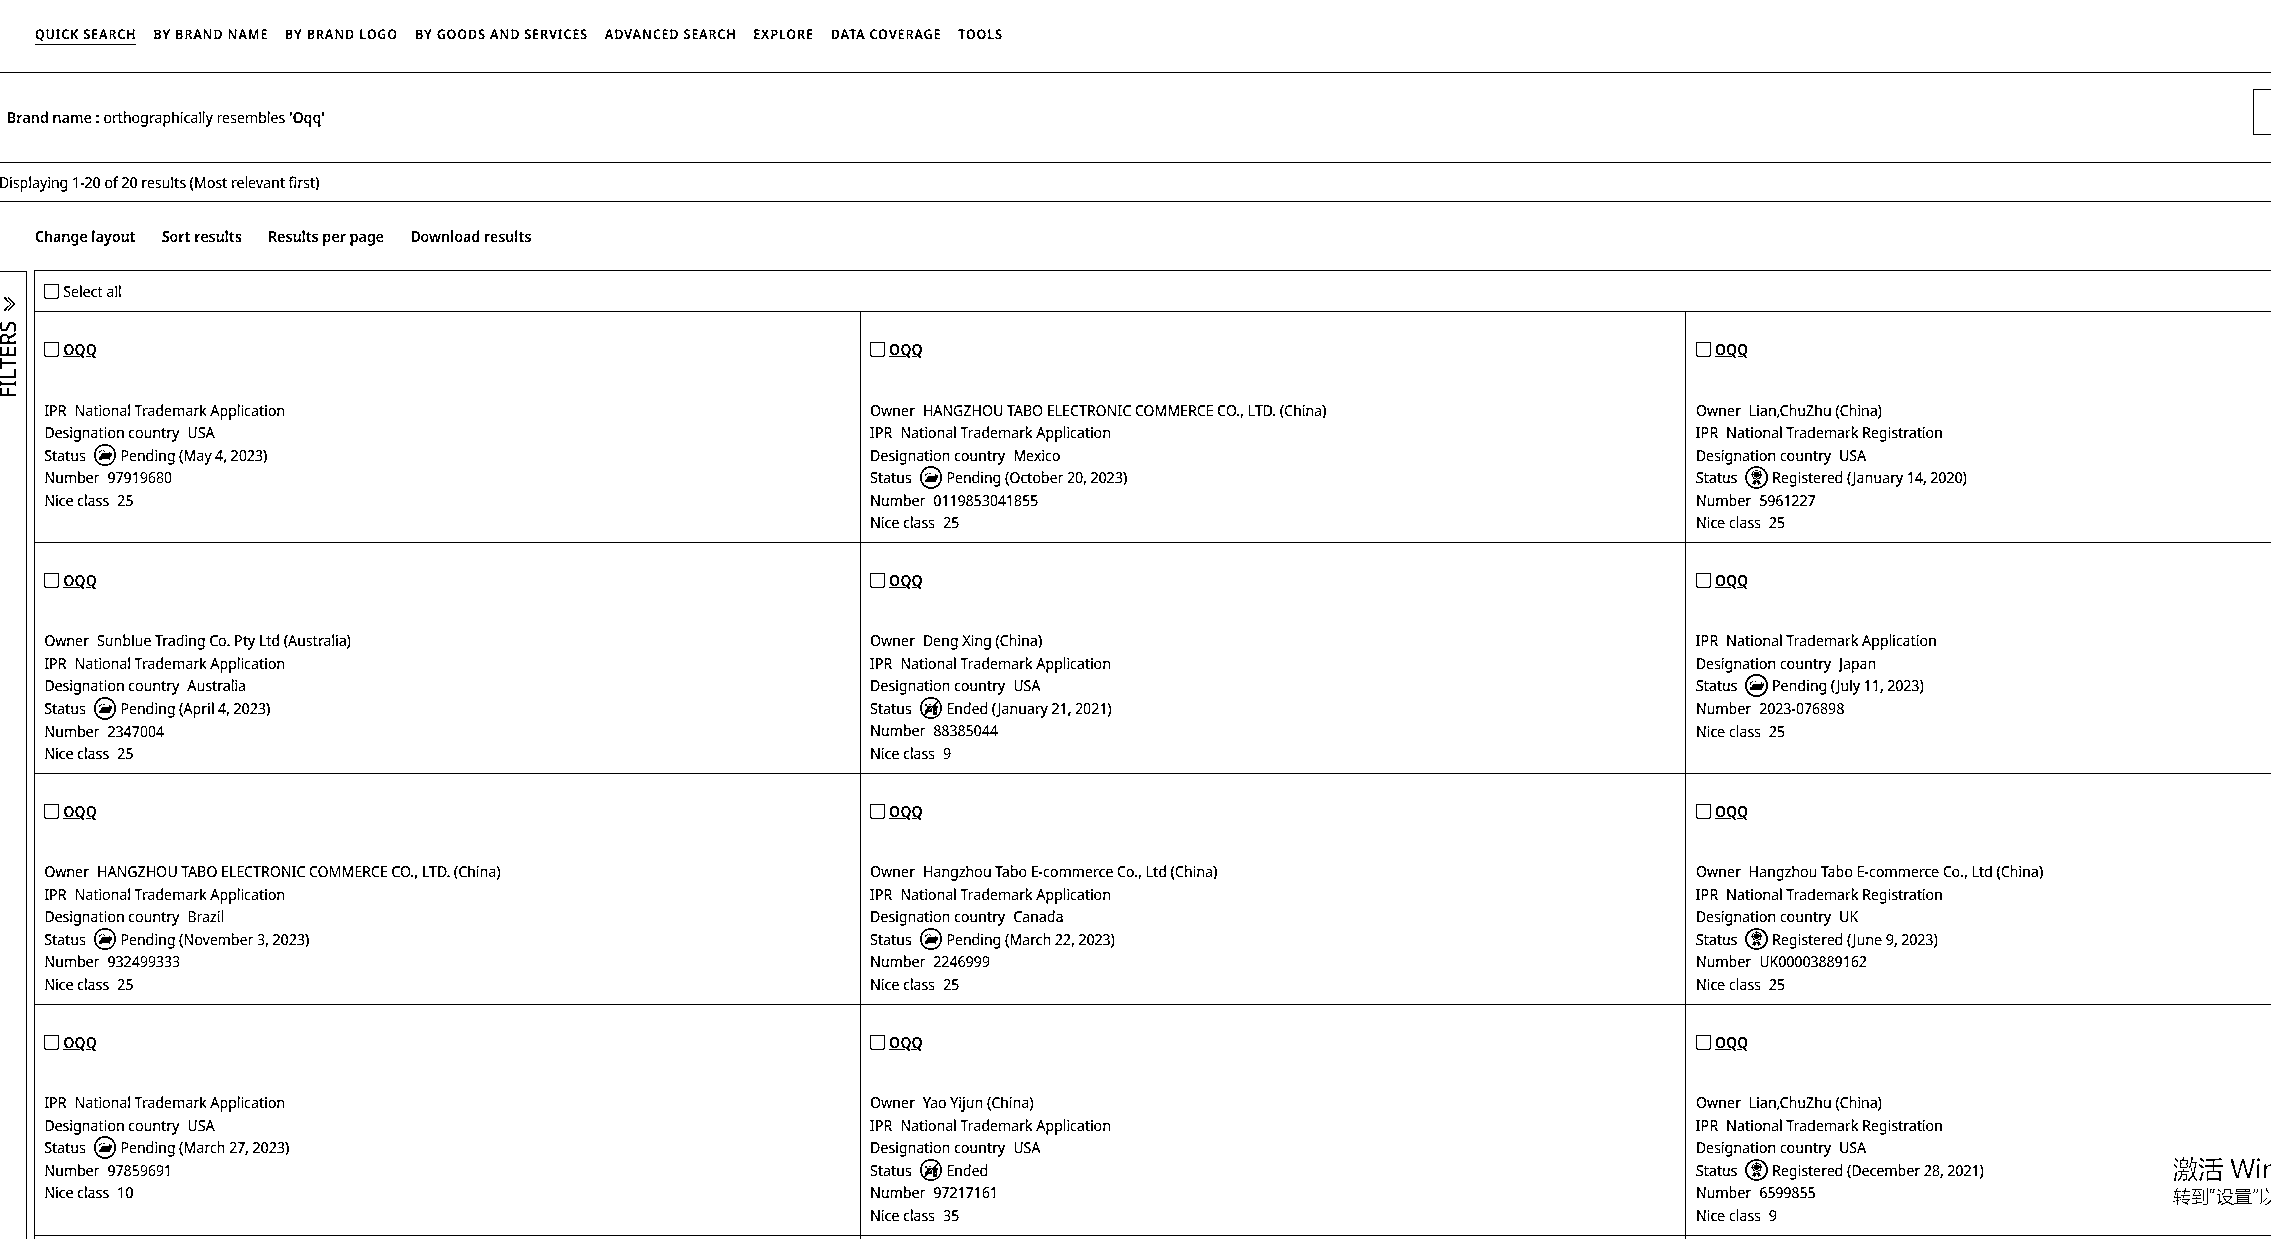 QUICK SEARCH BY BRAND NAME BY BRAND LOGO BY GOODS AND SERVICES ADVANCED SEARCH EXPLORE DATA COVERAGE TOOLS
Brand name : orthographically resembles 'Oqq'
Displaying 1-20 of 20 results (Most relevant first)
Change layout Sort results Results per page Download results
FILTERS
Select all
OQQ
IPR National Trademark Application
Designation country USA
Status Pending (May 4, 2023)
Number 97919680
Nice class 25
OQQ
Owner HANGZHOU TABO ELECTRONIC COMMERCE CO., LTD. (China)
IPR National Trademark Application
Designation country Mexico
Status Pending (October 20, 2023)
Number 0119853041855
Nice class 25
OQQ
Owner Lian,ChuZhu (China)
IPR National Trademark Registration
Designation country USA
Status Registered (January 14, 2020)
Number 5961227
Nice class 25
OQQ
Owner Sunblue Trading Co. Pty Ltd (Australia)
IPR National Trademark Application
Designation country Australia
Status Pending (April 4, 2023)
Number 2347004
Nice class 25
OQQ
Owner Deng Xing (China)
IPR National Trademark Application
Designation country USA
Status Ended (January 21, 2021)
Number 88385044
Nice class 9
OQQ
IPR National Trademark Application
Designation country Japan
Status Pending (July 11, 2023)
Number 2023-076898
Nice class 25
OQQ
Owner HANGZHOU TABO ELECTRONIC COMMERCE CO., LTD. (China)
IPR National Trademark Application
Designation country Brazil
Status Pending (November 3, 2023)
Number 932499333
Nice class 25
OQQ
Owner Hangzhou Tabo E-commerce Co., Ltd (China)
IPR National Trademark Application
Designation country Canada
Status Pending (March 22, 2023)
Number 2246999
Nice class 25
OQQ
Owner Hangzhou Tabo E-commerce Co., Ltd (China)
IPR National Trademark Registration
Designation country UK
Status Registered (June 9, 2023)
Number UK00003889162
Nice class 25
OQQ
IPR National Trademark Application
Designation country USA
Status Pending (March 27, 2023)
Number 97859691
Nice class 10
OQQ
Owner Yao Yijun (China)
IPR National Trademark Application
Designation country USA
Status Ended
Number 97217161
Nice class 35
OQQ
Owner Lian,ChuZhu (China)
IPR National Trademark Registration
Designation country USA
Status Registered (December 28, 2021)
Number 6599855
Nice class 9
激活 Win
转到"设置"以